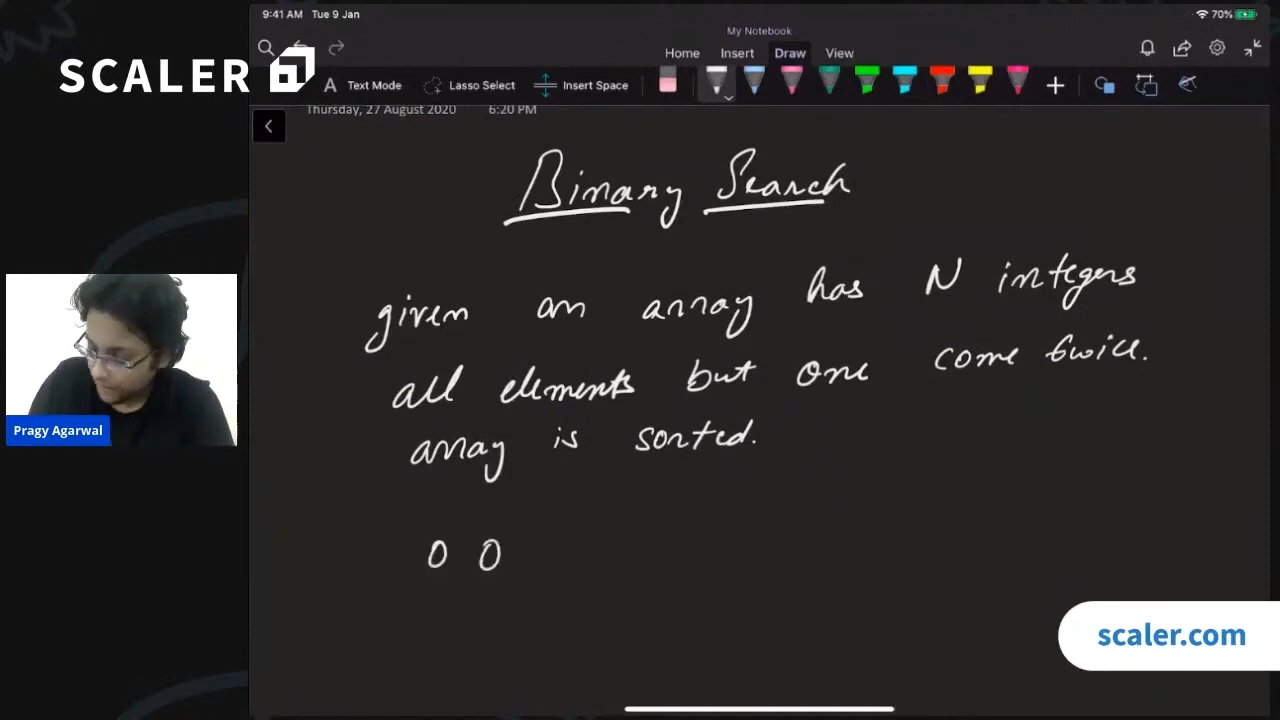 9:41 AM Tue 9 Jan
70%
My Notebook
Home Insert Draw View
SCALER
Text Mode Lasso Select Insert Space
Thursday, 27 August 2020 6:20 PM
Binary Search
given an array has N integers
all elements but one come twice.
array is sorted.
Pragy Agarwal
0 0
scaler.com